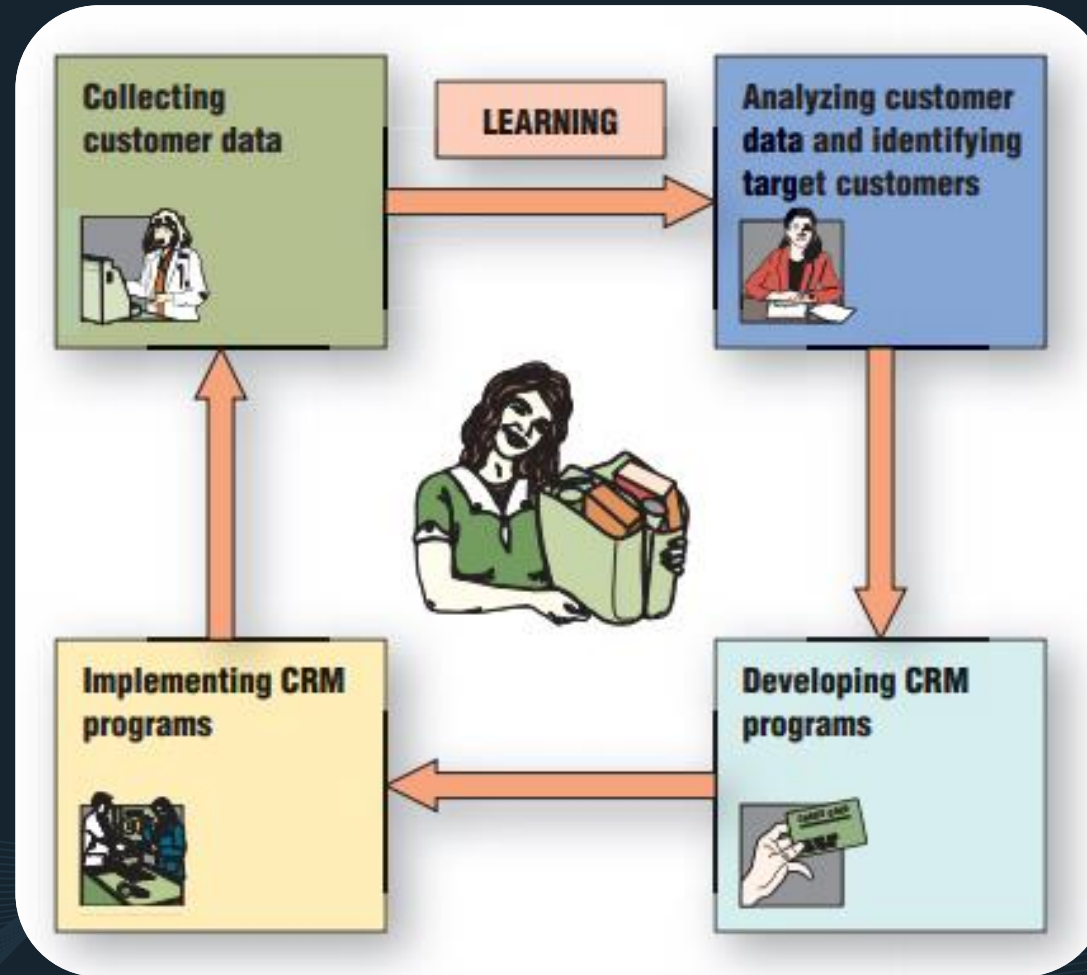 Collecting
customer data
LEARNING
Analyzing customer
data and identifying
target customers
Implementing CRM
programs
Developing CRM
programs